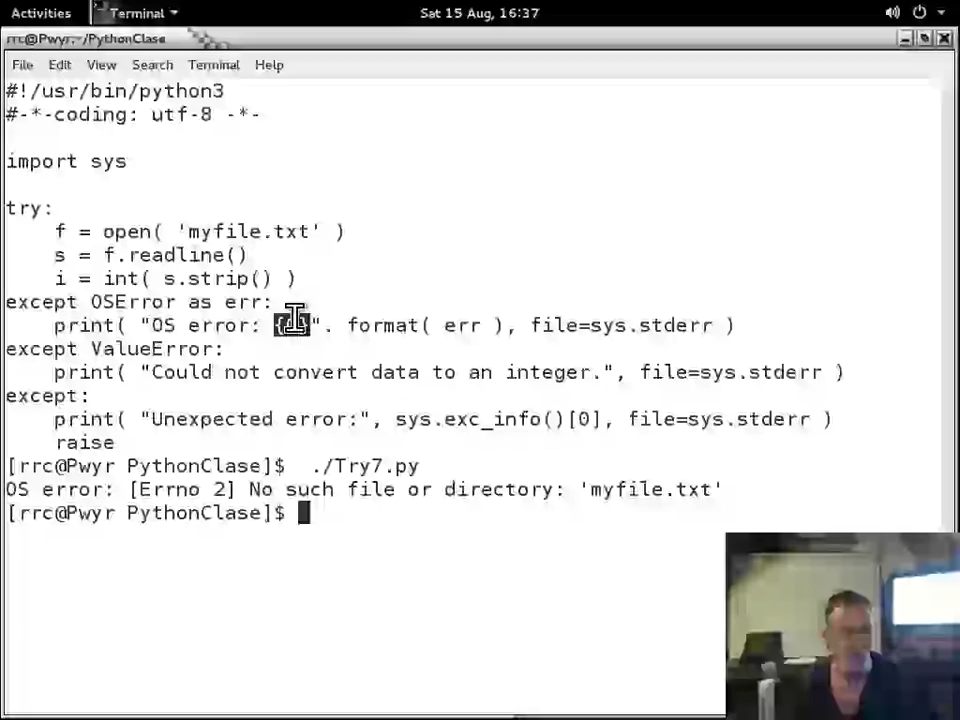 Activities
Terminal
Sat 15 Aug, 16:37
rrc@Pwyr:~/PythonClase
File Edit View Search Terminal Help
#!/usr/bin/python3
#-*-coding: utf-8 -*-
import sys
try:
    f = open( 'myfile.txt' )
    s = f.readline()
    i = int( s.strip() )
except OSError as err:
    print( "OS error: {0}". format( err ), file=sys.stderr )
except ValueError:
    print( "Could not convert data to an integer.", file=sys.stderr )
except:
    print( "Unexpected error:", sys.exc_info()[0], file=sys.stderr )
    raise
[rrc@Pwyr PythonClase]$  ./Try7.py
OS error: [Errno 2] No such file or directory: 'myfile.txt'
[rrc@Pwyr PythonClase]$